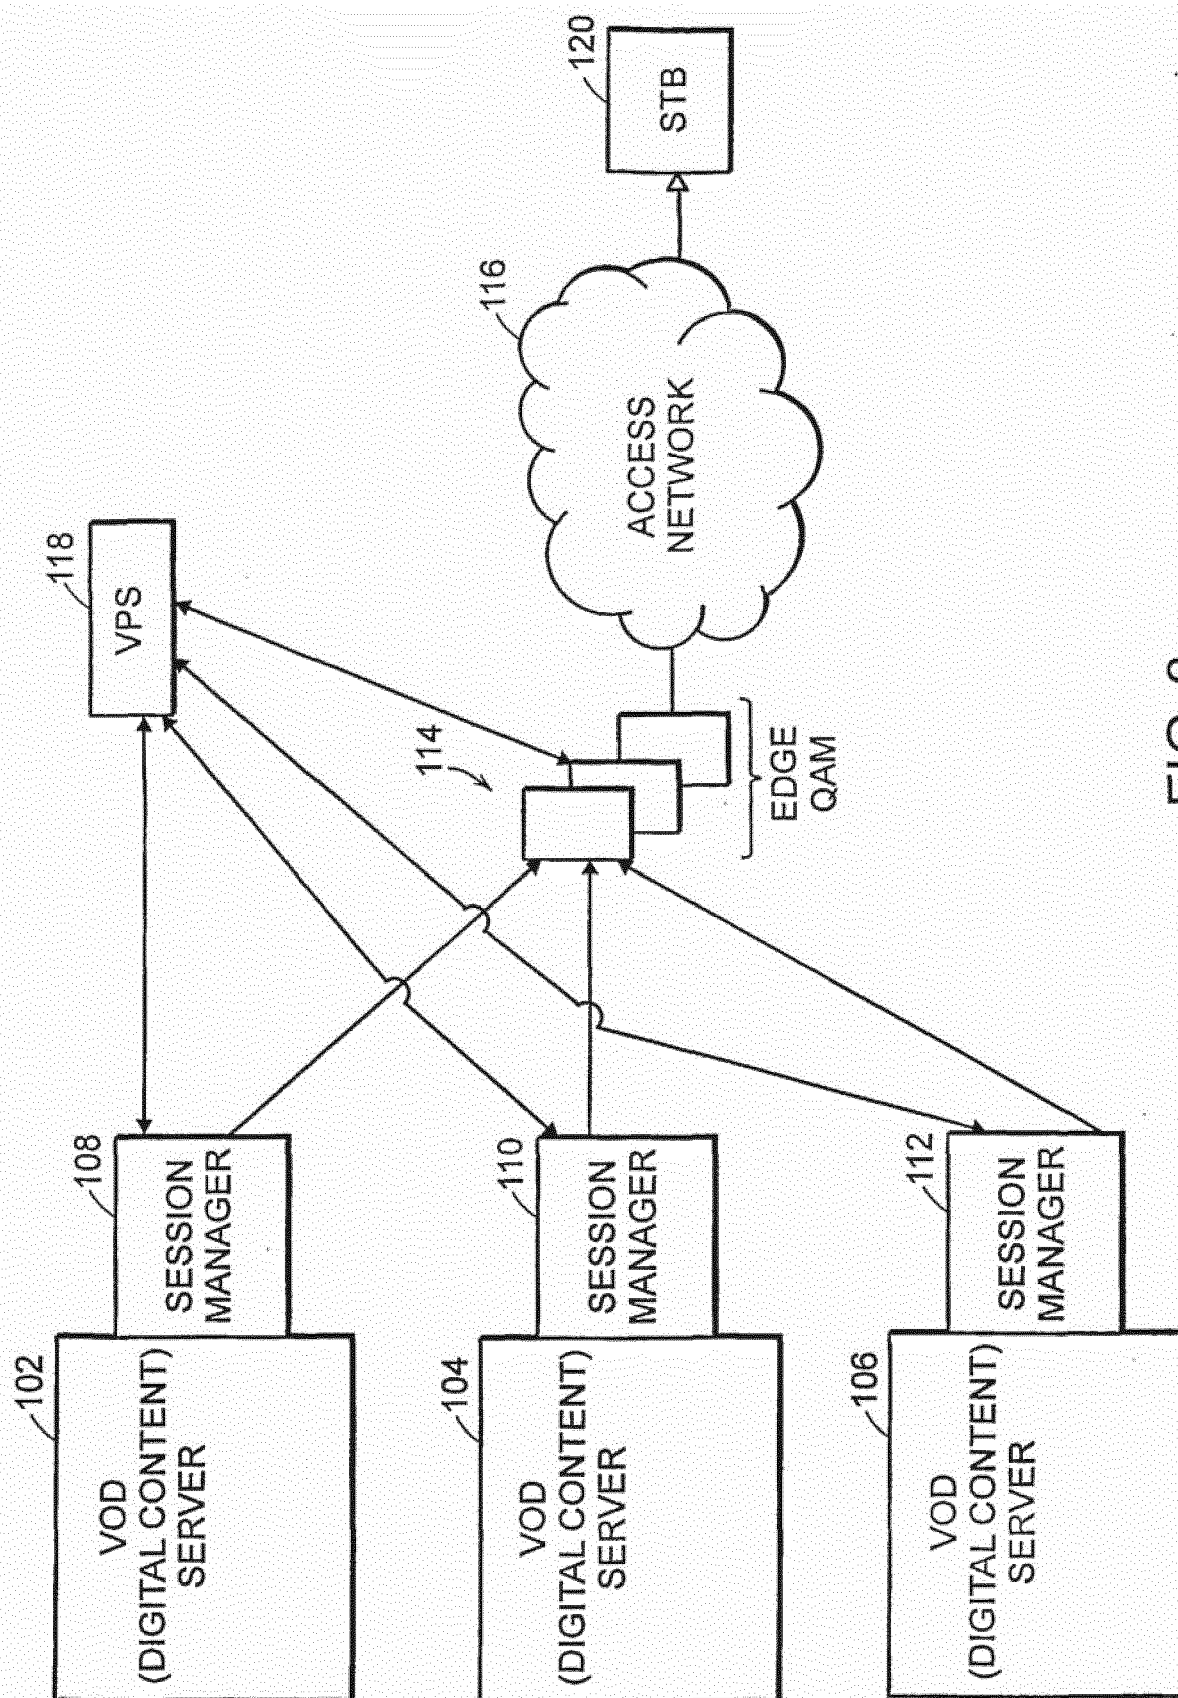 102
VOD
(DIGITAL CONTENT)
SERVER
108
SESSION
MANAGER
118
VPS
104
VOD
(DIGITAL CONTENT)
SERVER
110
SESSION
MANAGER
114
EDGE
QAM
116
ACCESS
NETWORK
120
STB
106
VOD
(DIGITAL CONTENT)
SERVER
112
SESSION
MANAGER